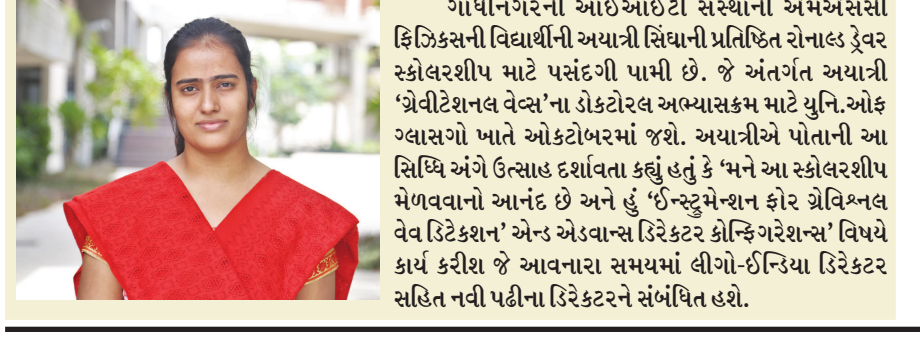 ગાંધીનગરની આઈઆઈટી સંસ્થાની એમએસસી
ફિઝિકસની વિદ્યાર્થીની અયાત્રી સિંઘાની પ્રતિષ્ઠિત રોનાલ્ડ ડ્રેવર
સ્કોલરશીપ માટે પસંદગી પામી છે. જે અંતર્ગત અયાત્રી
‘ગ્રેવીટેશનલ વેવ્સ’ના ડોકટોરલ અભ્યાસક્રમ માટે યુનિ.ઓફ
ગ્લાસગો ખાતે ઓકટોબરમાં જશે. અયાત્રીએ પોતાની આ
સિધ્ધિ અંગે ઉત્સાહ દર્શાવતા કહ્યું હતું કે ‘મને આ સ્કોલરશીપ
મેળવવાનો આનંદ છે અને હું ‘ઈન્સ્ટ્રુમેન્શન ફોર ગ્રેવિશ્નલ
વેવ ડિટેકશન’ એન્ડ એડવાન્સ ડિરેકટર કોન્ફિગરેશન્સ’ વિષયે
કાર્ય કરીશ જે આવનારા સમયમાં લીગો-ઈન્ડિયા ડિરેકટર
સહિત નવી પઢીના ડિરેકટરને સંબંધિત હશે.